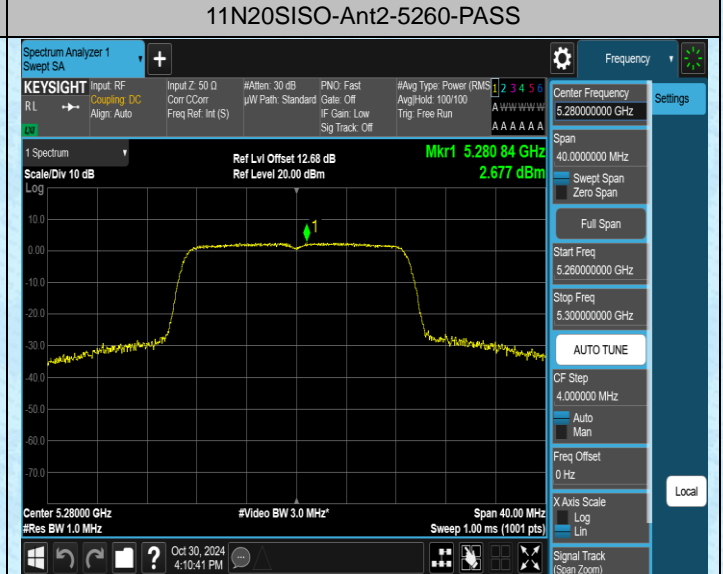 11N20SISO-Ant2-5260-PASS
Spectrum Analyzer 1
Swept SA
Frequency
KEYSIGHT
RL
LXI
Input: RF
Coupling: DC
Align: Auto
Input Z: 50 Ω
Corr CCorr
Freq Ref: Int (S)
#Atten: 30 dB
µW Path: Standard
PNO: Fast
Gate: Off
IF Gain: Low
Sig Track: Off
#Avg Type: Power (RMS
Avg|Hold: 100/100
Trig: Free Run
1 2 3 4 5 6
A W W W W W
A A A A A A
1 Spectrum
Scale/Div 10 dB
Log
Ref Lvl Offset 12.68 dB
Ref Level 20.00 dBm
Mkr1 5.280 84 GHz
2.677 dBm
1
10.0
0.00
-10.0
-20.0
-30.0
-40.0
-50.0
-60.0
-70.0
Center 5.28000 GHz
#Res BW 1.0 MHz
#Video BW 3.0 MHz*
Span 40.00 MHz
Sweep 1.00 ms (1001 pts)
Center Frequency
5.280000000 GHz
Settings
Span
40.0000000 MHz
Swept Span
Zero Span
Full Span
Start Freq
5.260000000 GHz
Stop Freq
5.300000000 GHz
AUTO TUNE
CF Step
4.000000 MHz
Auto
Man
Freq Offset
0 Hz
X Axis Scale
Log
Lin
Local
Signal Track
(Span Zoom)
Oct 30, 2024
4:10:41 PM